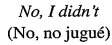 No, I didn't
(No, no jugué)